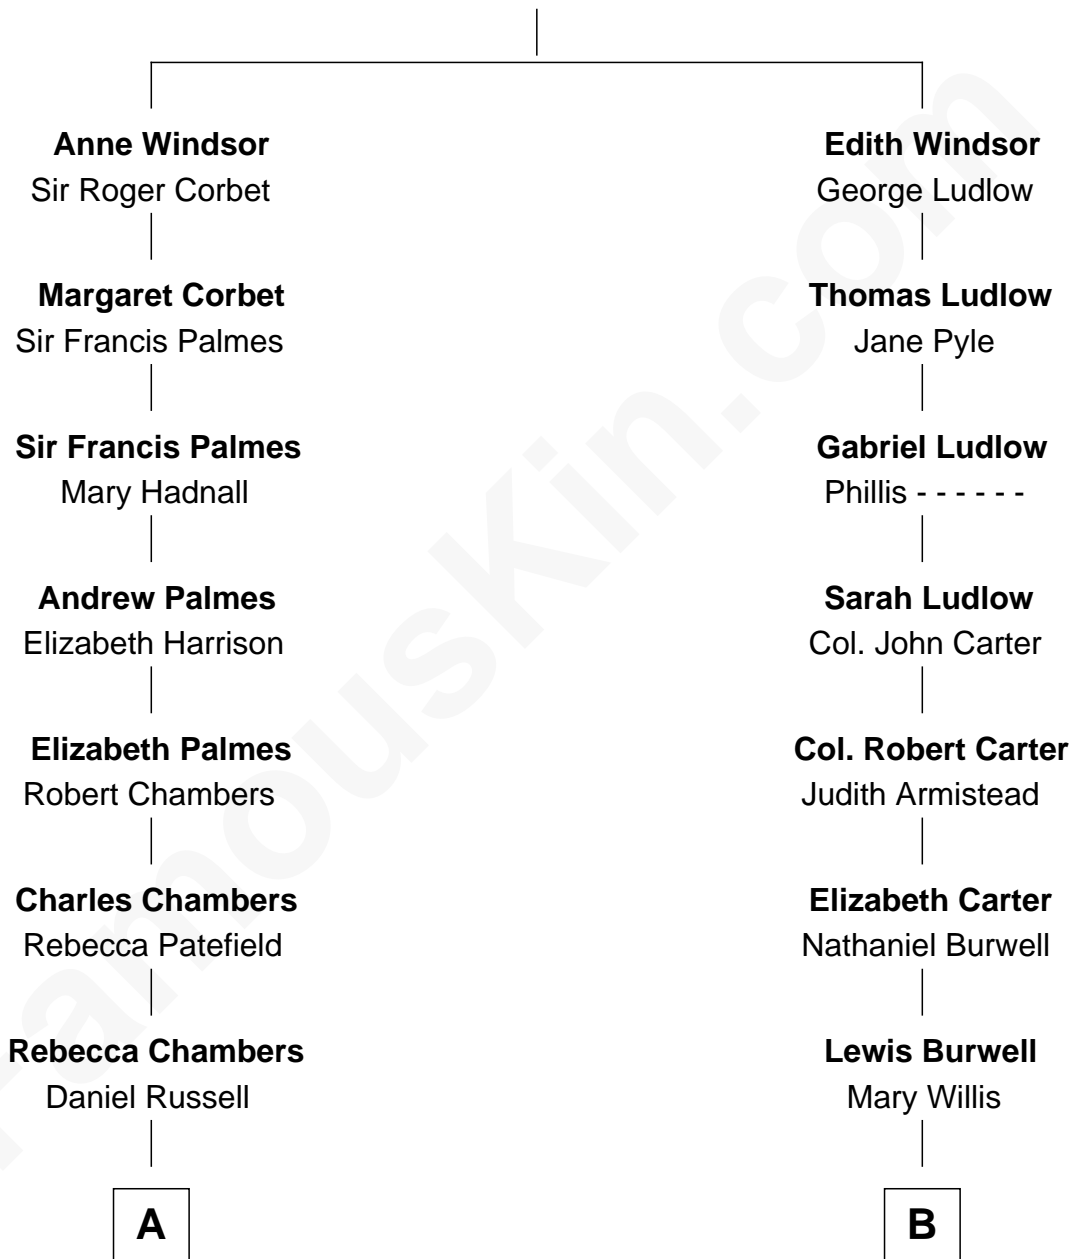 Anne Windsor
Sir Roger Corbet
Margaret Corbet
Sir Francis Palmes
Sir Francis Palmes
Mary Hadnall
Andrew Palmes
Elizabeth Harrison
Elizabeth Palmes
Robert Chambers
Charles Chambers
Rebecca Patefield
Rebecca Chambers
Daniel Russell
A
Edith Windsor
George Ludlow
Thomas Ludlow
Jane Pyle
Gabriel Ludlow
Phillis - - - - - -
Sarah Ludlow
Col. John Carter
Col. Robert Carter
Judith Armistead
Elizabeth Carter
Nathaniel Burwell
Lewis Burwell
Mary Willis
B
FamousKin.com